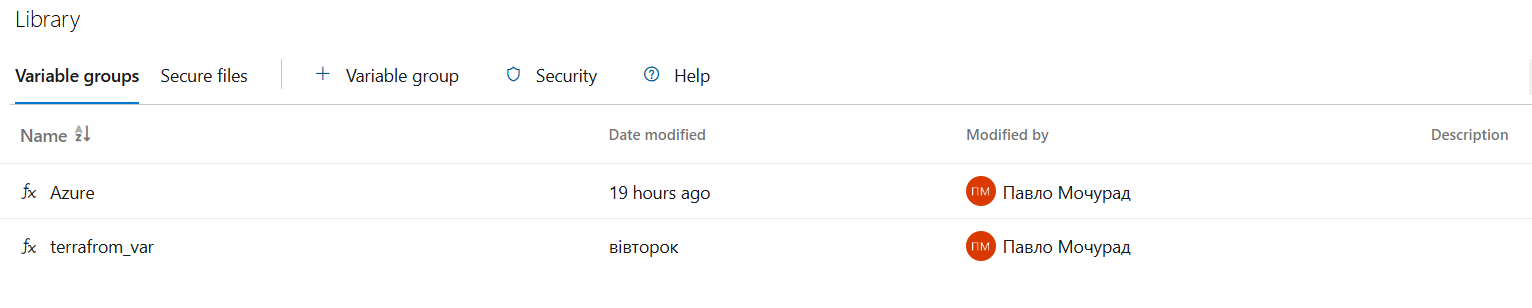 Library
Variable groups Secure files + Variable group Security Help
Name Date modified Modified by Description
fx Azure 19 hours ago ПМ Павло Мочурад
fx terrafrom_var вівторок ПМ Павло Мочурад